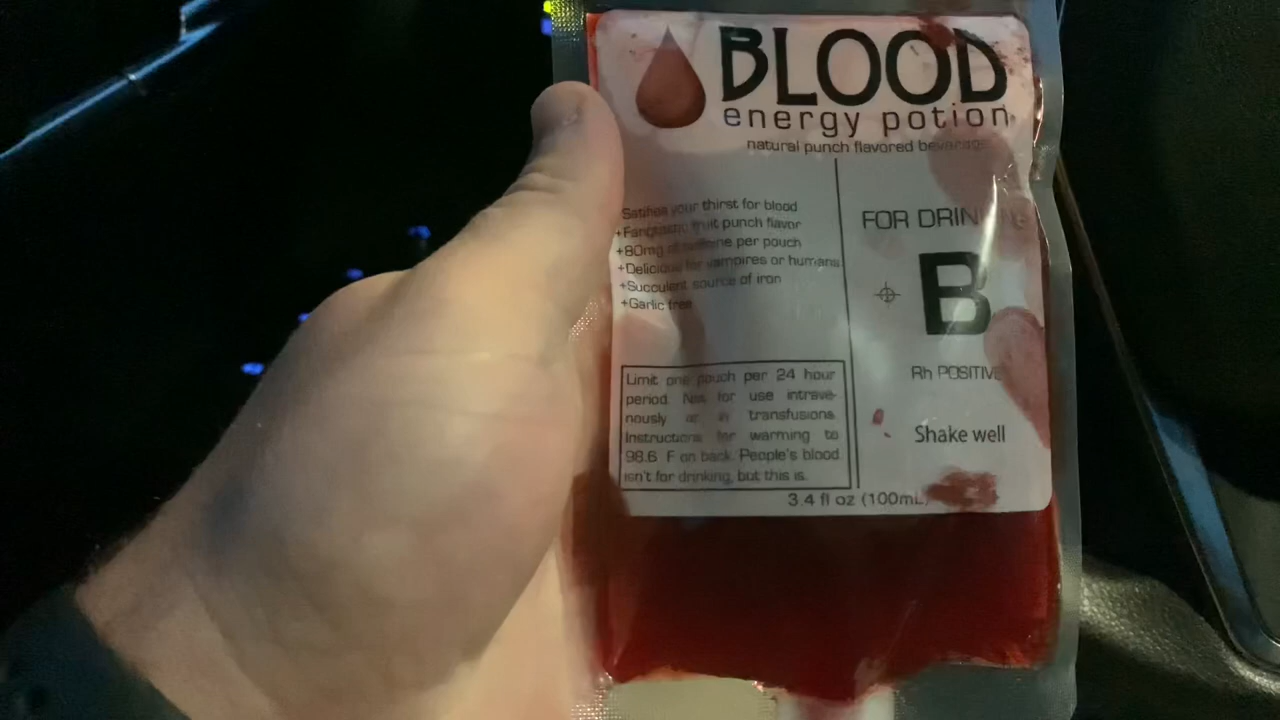 BLOOD
energy potion
natural punch flavored beverage
Satifies your thirst for blood
+Fangtastic fruit punch flavor
+80mg of caffeine per pouch
+Delicious for vampires or humans
+Succulent source of iron
+Garlic free
Limit one pouch per 24 hour
period. Not for use intrave-
nously or in transfusions.
Instructions for warming to
98.6 F on back. People's blood
isn't for drinking, but this is.
FOR DRINKING
B
Rh POSITIVE
Shake well
3.4 fl oz (100mL)